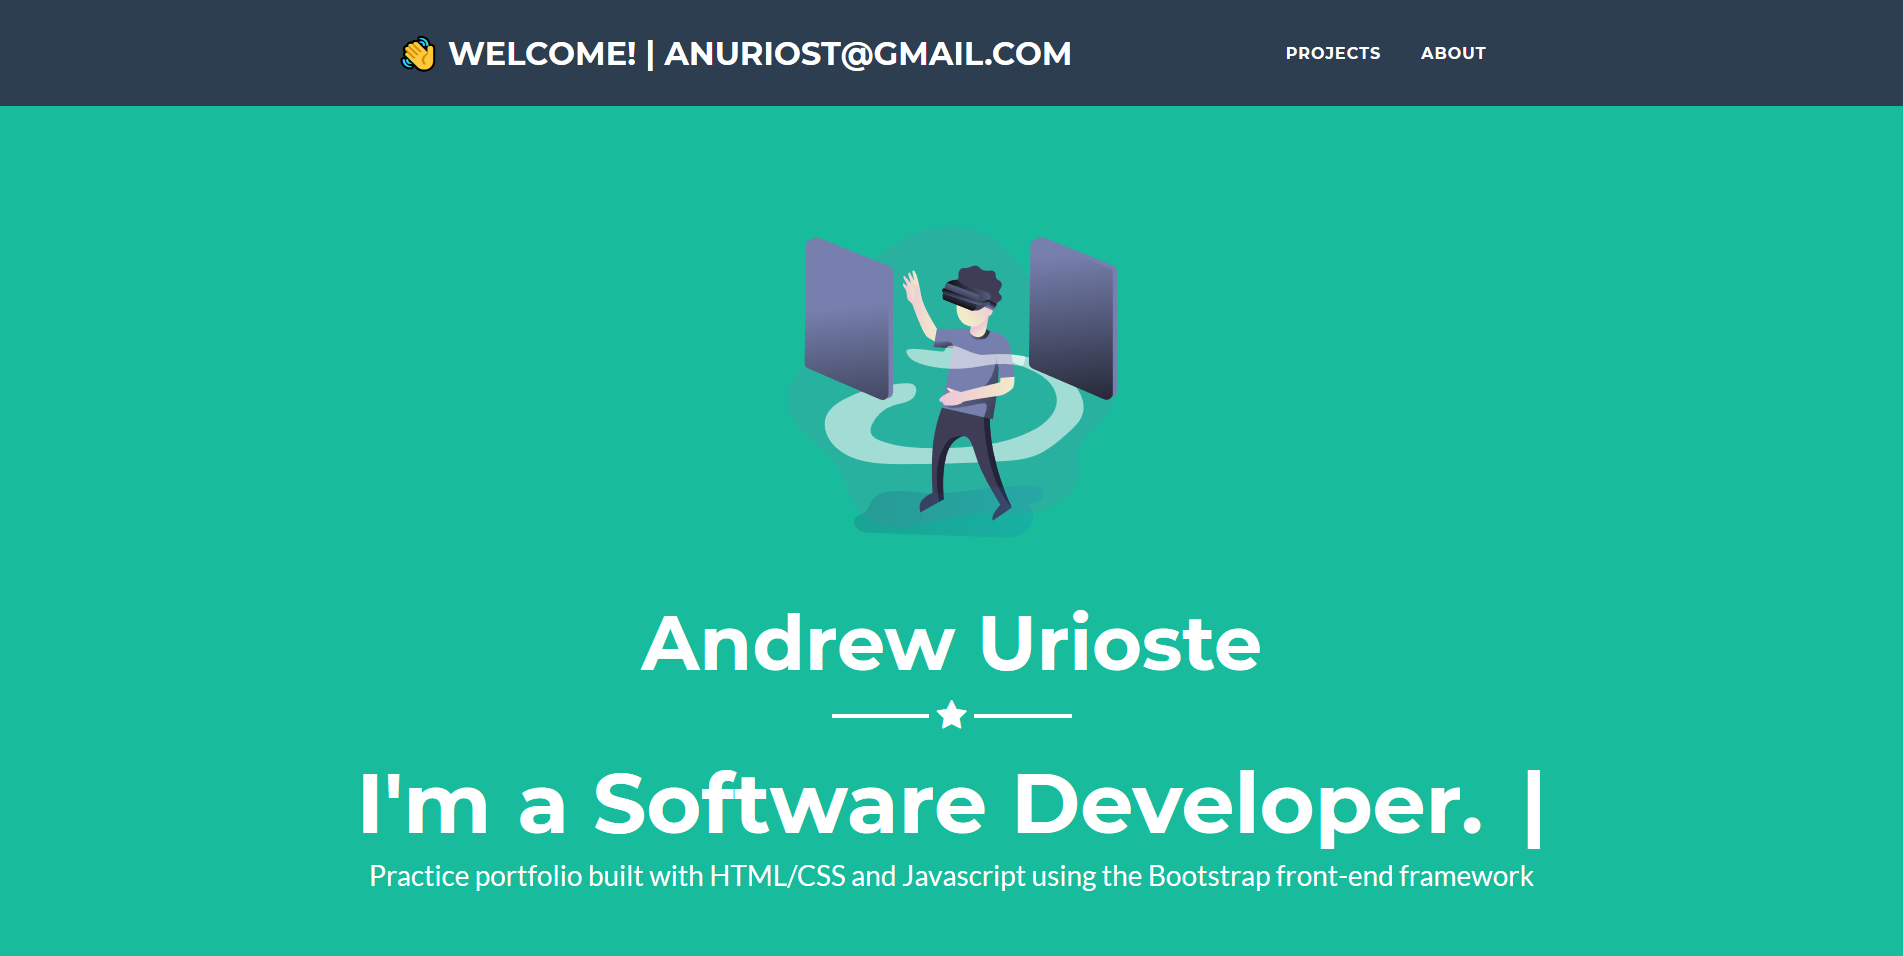 👋 WELCOME! | ANURIOST@GMAIL.COM
PROJECTS ABOUT
Andrew Urioste
I'm a Software Developer. |
Practice portfolio built with HTML/CSS and Javascript using the Bootstrap front-end framework